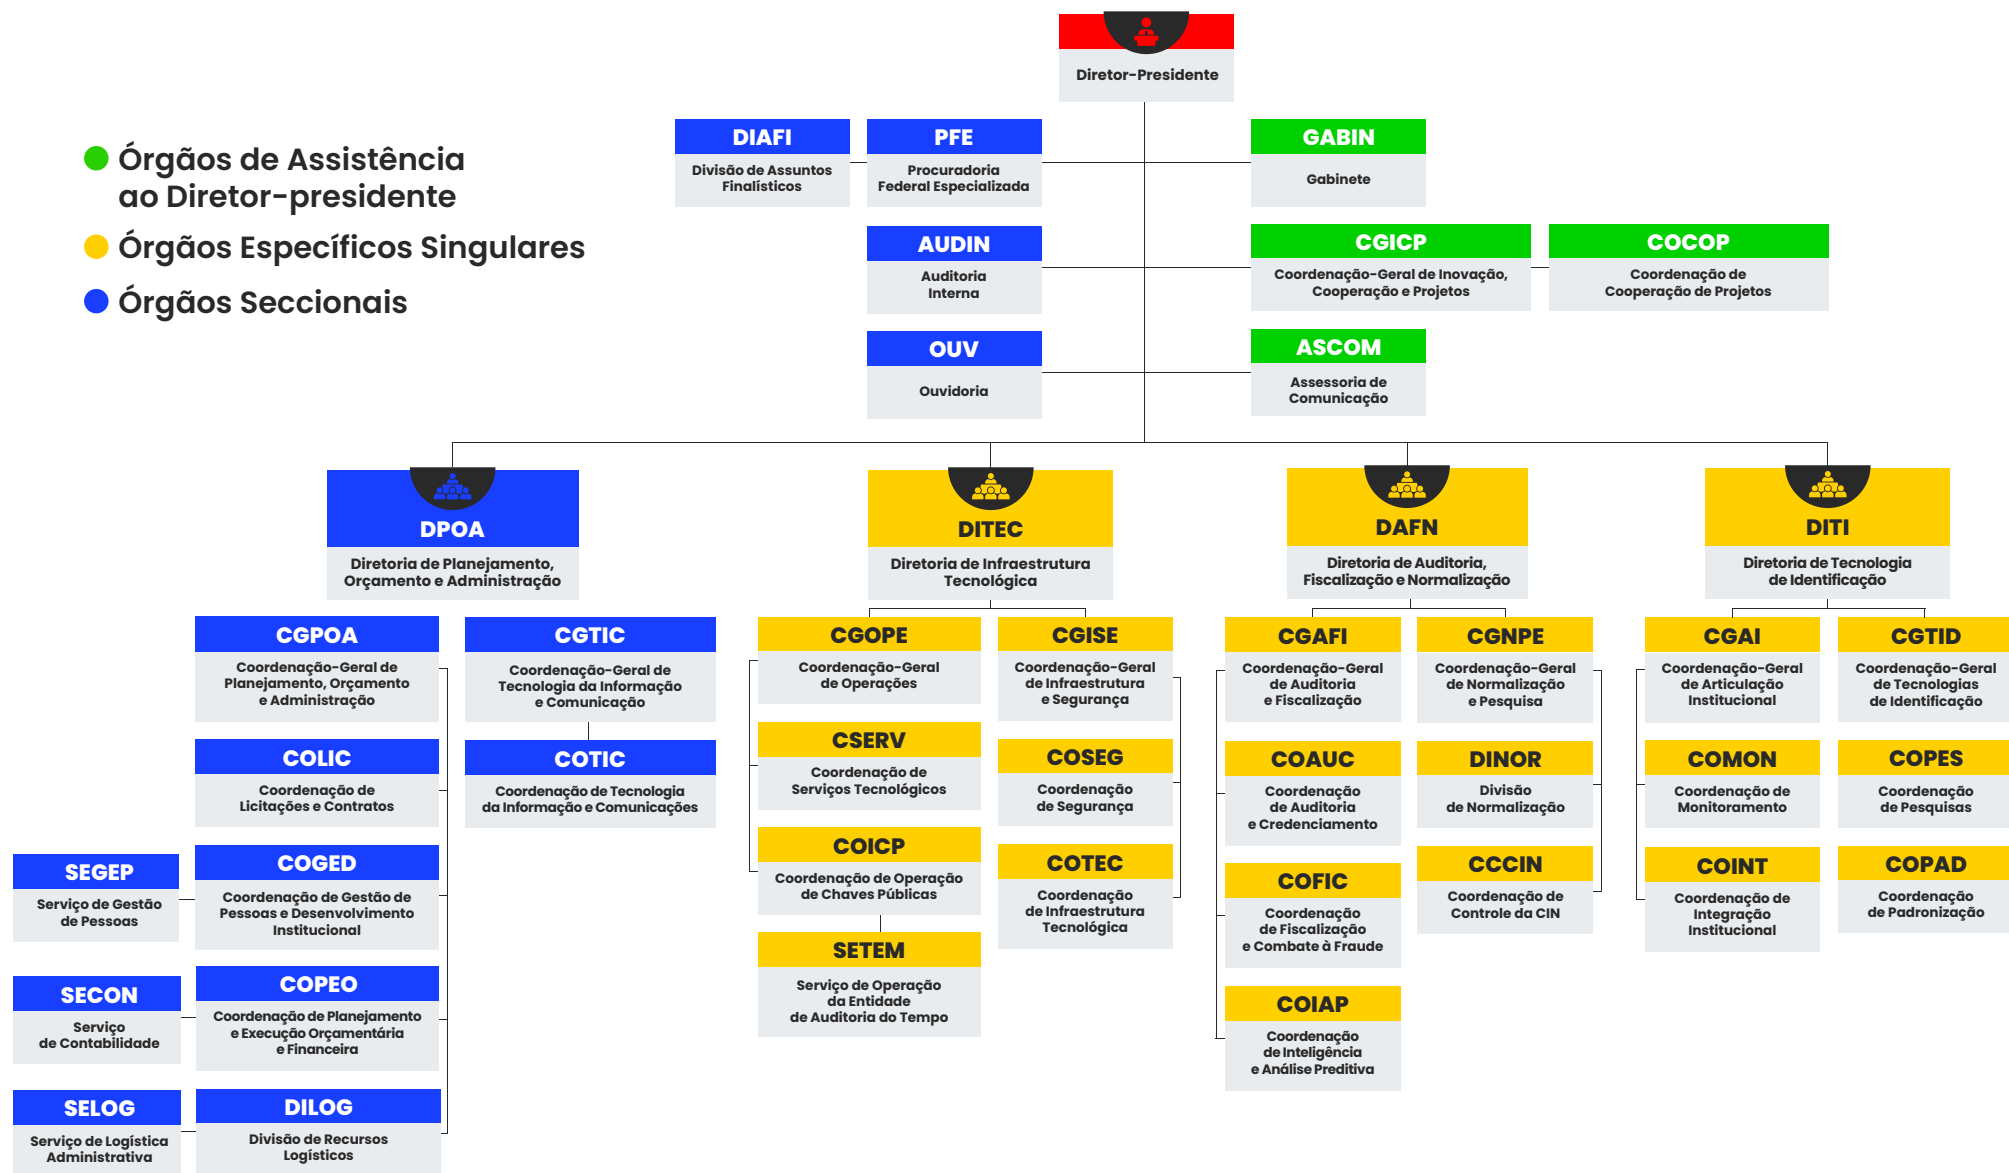 Diretor-Presidente
Órgãos de Assistência
ao Diretor-presidente
Órgãos Específicos Singulares
Órgãos Seccionais
DIAFI
Divisão de Assuntos
Finalísticos
PFE
Procuradoria
Federal Especializada
GABIN
Gabinete
AUDIN
Auditoria
Interna
CGICP
Coordenação-Geral de Inovação,
Cooperação e Projetos
COCOP
Coordenação de
Cooperação de Projetos
OUV
Ouvidoria
ASCOM
Assessoria de
Comunicação
DPOA
Diretoria de Planejamento,
Orçamento e Administração
DITEC
Diretoria de Infraestrutura
Tecnológica
DAFN
Diretoria de Auditoria,
Fiscalização e Normalização
DITI
Diretoria de Tecnologia
de Identificação
CGPOA
Coordenação-Geral de
Planejamento, Orçamento
e Administração
CGTIC
Coordenação-Geral de
Tecnologia da Informação
e Comunicação
COLIC
Coordenação de
Licitações e Contratos
COTIC
Coordenação de Tecnologia
da Informação e Comunicações
SEGEP
Serviço de Gestão
de Pessoas
COGED
Coordenação de Gestão de
Pessoas e Desenvolvimento
Institucional
SECON
Serviço
de Contabilidade
COPEO
Coordenação de Planejamento
e Execução Orçamentária
e Financeira
SELOG
Serviço de Logística
Administrativa
DILOG
Divisão de Recursos
Logísticos
CGOPE
Coordenação-Geral
de Operações
CSERV
Coordenação de
Serviços Tecnológicos
COICP
Coordenação de Operação
de Chaves Públicas
SETEM
Serviço de Operação
da Entidade
de Auditoria do Tempo
CGISE
Coordenação-Geral
de Infraestrutura
e Segurança
COSEG
Coordenação
de Segurança
COTEC
Coordenação
de Infraestrutura
Tecnológica
CGAFI
Coordenação-Geral
de Auditoria
e Fiscalização
COAUC
Coordenação
de Auditoria
e Credenciamento
COFIC
Coordenação
de Fiscalização
e Combate à Fraude
COIAP
Coordenação
de Inteligência
e Análise Preditiva
CGNPE
Coordenação-Geral
de Normalização
e Pesquisa
DINOR
Divisão
de Normalização
CCCIN
Coordenação de
Controle da CIN
CGAI
Coordenação-Geral
de Articulação
Institucional
COMON
Coordenação de
Monitoramento
COINT
Coordenação de
Integração
Institucional
CGTID
Coordenação-Geral
de Tecnologias
de Identificação
COPES
Coordenação
de Pesquisas
COPAD
Coordenação
de Padronização